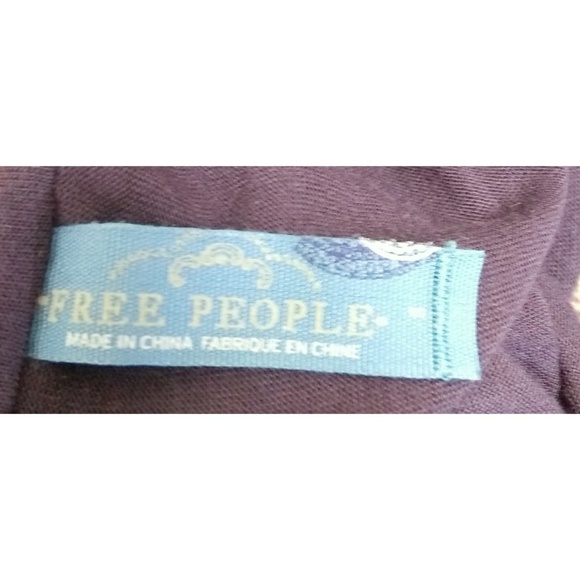 ·FREE PEOPLE·
MADE IN CHINA FABRIQUE EN CHINE